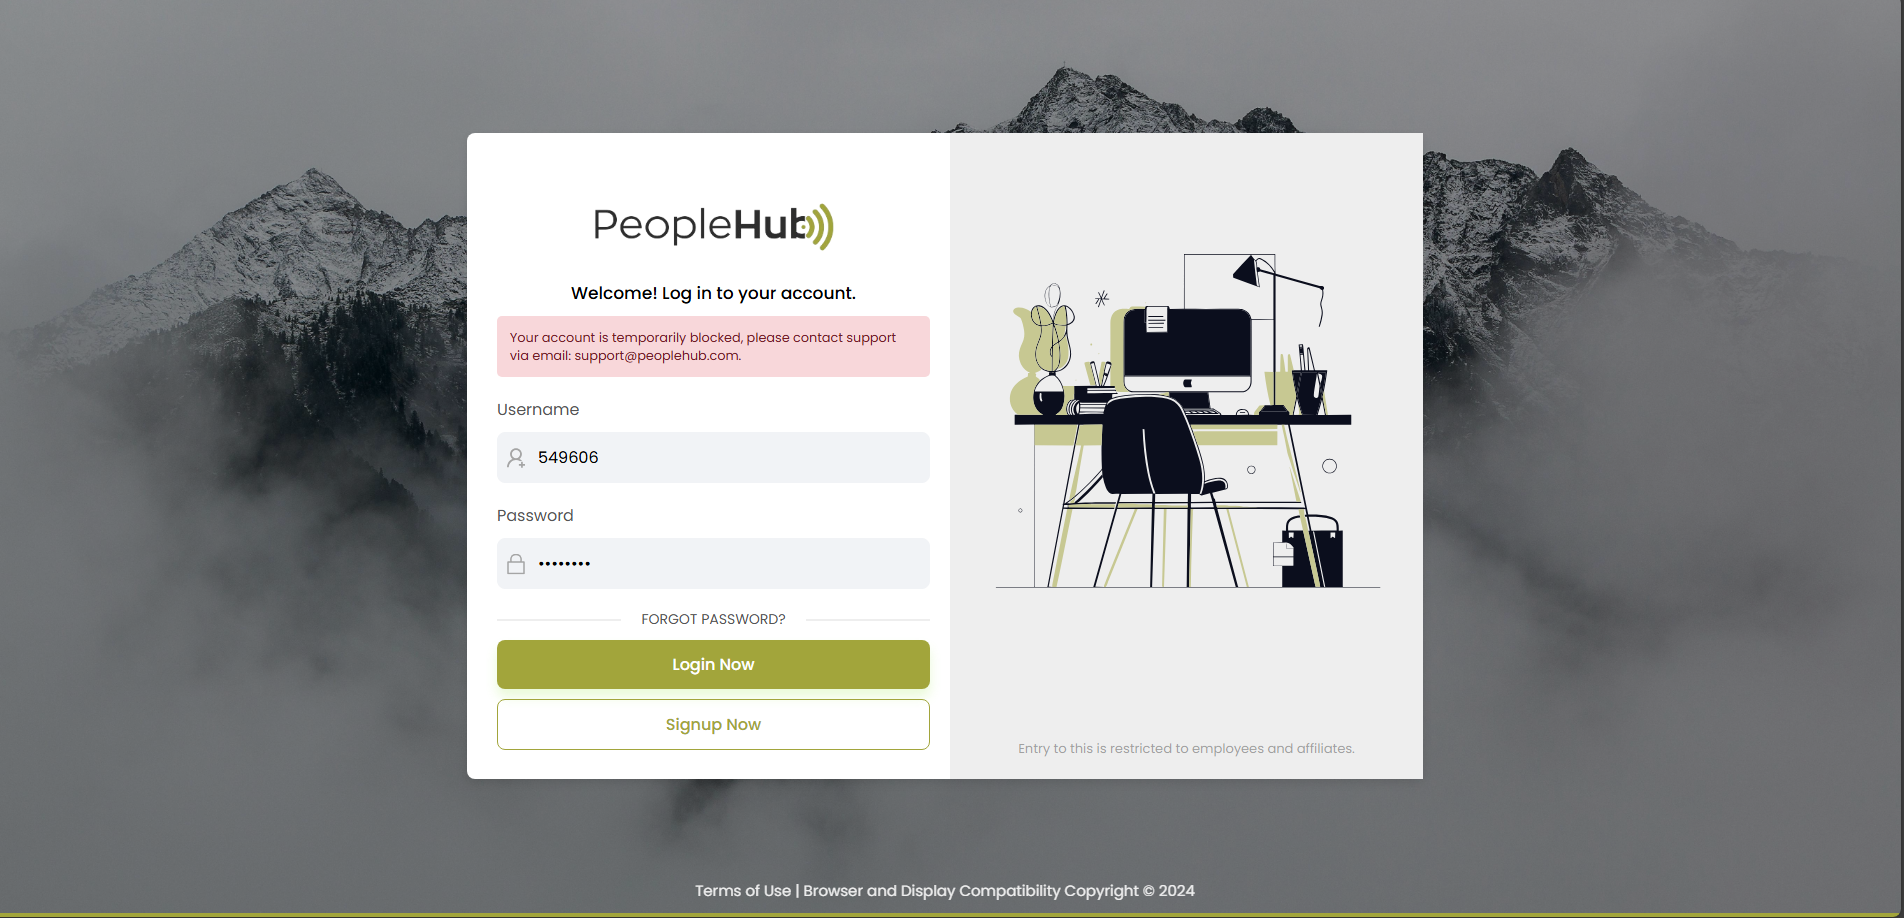 PeopleHub
Welcome! Log in to your account.
Your account is temporarily blocked, please contact support
via email: support@peoplehub.com.
Username
549606
Password
••••••••
FORGOT PASSWORD?
Login Now
Signup Now
Entry to this is restricted to employees and affiliates.
Terms of Use | Browser and Display Compatibility Copyright © 2024